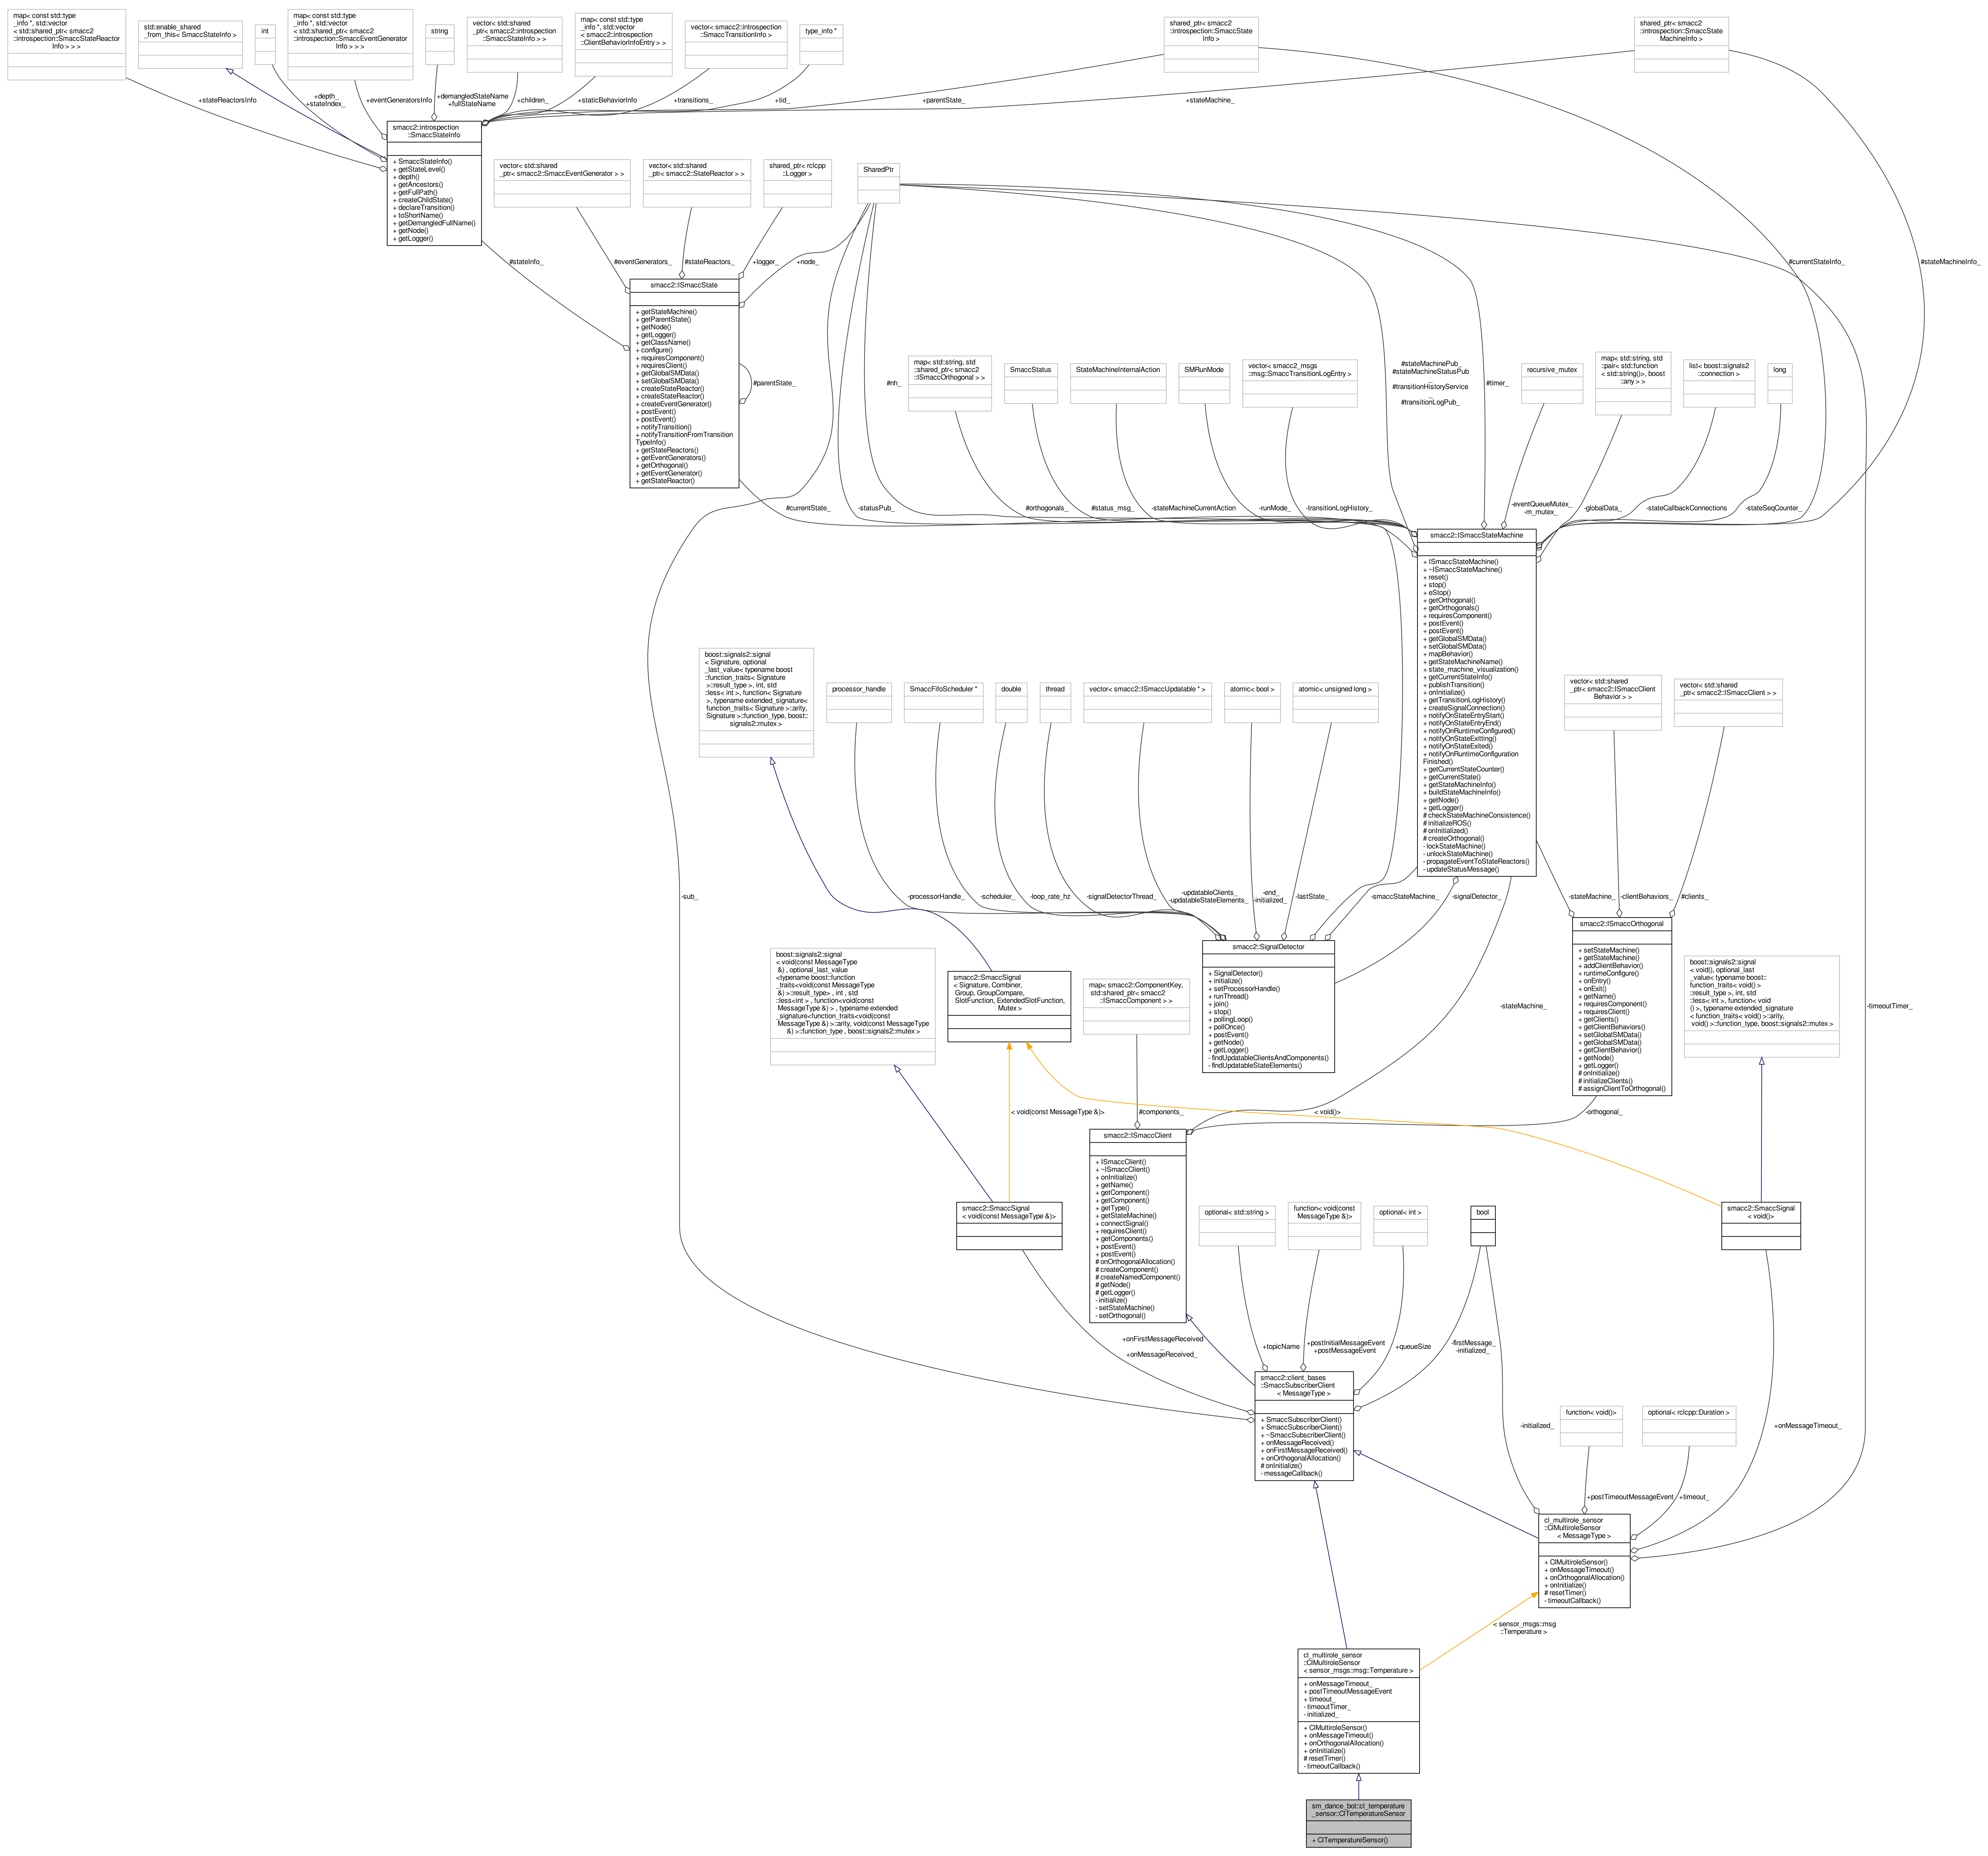 map< const std::type
_info *, std::vector
< std::shared_ptr< smacc2
::introspection::SmaccStateReactor
Info > > >
std::enable_shared
_from_this< SmaccStateInfo >
int
map< const std::type
_info *, std::vector
< std::shared_ptr< smacc2
::introspection::SmaccEventGenerator
Info > > >
string
vector< std::shared
_ptr< smacc2::introspection
::SmaccStateInfo > >
map< const std::type
_info *, std::vector
< smacc2::introspection
::ClientBehaviorInfoEntry > >
vector< smacc2::introspection
::SmaccTransitionInfo >
type_info *
shared_ptr< smacc2
::introspection::SmaccState
Info >
shared_ptr< smacc2
::introspection::SmaccState
MachineInfo >
+stateReactorsInfo
+depth_
+stateIndex_
+eventGeneratorsInfo
+demangledStateName
+fullStateName
+children_
+staticBehaviorInfo
+transitions_
+tid_
+parentState_
+stateMachine_
smacc2::introspection
::SmaccStateInfo
+ SmaccStateInfo()
+ getStateLevel()
+ depth()
+ getAncestors()
+ getFullPath()
+ createChildState()
+ declareTransition()
+ toShortName()
+ getDemangledFullName()
+ getNode()
+ getLogger()
vector< std::shared
_ptr< smacc2::SmaccEventGenerator > >
vector< std::shared
_ptr< smacc2::StateReactor > >
shared_ptr< rclcpp
::Logger >
SharedPtr
#stateInfo_
#eventGenerators_
#stateReactors_
+logger_
+node_
#currentStateInfo_
#stateMachineInfo_
smacc2::ISmaccState
+ getStateMachine()
+ getParentState()
+ getNode()
+ getLogger()
+ getClassName()
+ configure()
+ requiresComponent()
+ requiresClient()
+ getGlobalSMData()
+ setGlobalSMData()
+ createStateReactor()
+ createStateReactor()
+ createEventGenerator()
+ postEvent()
+ postEvent()
+ notifyTransition()
+ notifyTransitionFromTransition
TypeInfo()
+ getStateReactors()
+ getEventGenerators()
+ getOrthogonal()
+ getEventGenerator()
+ getStateReactor()
#parentState_
#nh_
map< std::string, std
::shared_ptr< smacc2
::ISmaccOrthogonal > >
SmaccStatus
StateMachineInternalAction
SMRunMode
vector< smacc2_msgs
::msg::SmaccTransitionLogEntry >
#stateMachinePub_
#stateMachineStatusPub
_
#transitionHistoryService
_
#transitionLogPub_
#timer_
recursive_mutex
map< std::string, std
::pair< std::function
< std::string()>, boost
::any > >
list< boost::signals2
::connection >
long
#currentState_
-statusPub_
#orthogonals_
#status_msg_
-stateMachineCurrentAction
-runMode_
-transitionLogHistory_
-eventQueueMutex_
-m_mutex_
-globalData_
-stateCallbackConnections
-stateSeqCounter_
smacc2::ISmaccStateMachine
+ ISmaccStateMachine()
+ ~ISmaccStateMachine()
+ reset()
+ stop()
+ eStop()
+ getOrthogonal()
+ getOrthogonals()
+ requiresComponent()
+ postEvent()
+ postEvent()
+ getGlobalSMData()
+ setGlobalSMData()
+ mapBehavior()
+ getStateMachineName()
+ state_machine_visualization()
+ getCurrentStateInfo()
+ publishTransition()
+ onInitialize()
+ getTransitionLogHistory()
+ createSignalConnection()
+ notifyOnStateEntryStart()
+ notifyOnStateEntryEnd()
+ notifyOnRuntimeConfigured()
+ notifyOnStateExitting()
+ notifyOnStateExited()
+ notifyOnRuntimeConfiguration
Finished()
+ getCurrentStateCounter()
+ getCurrentState()
+ getStateMachineInfo()
+ buildStateMachineInfo()
+ getNode()
+ getLogger()
# checkStateMachineConsistence()
# initializeROS()
# onInitialized()
# createOrthogonal()
- lockStateMachine()
- unlockStateMachine()
- propagateEventToStateReactors()
- updateStatusMessage()
boost::signals2::signal
< Signature, optional
_last_value< typename boost
::function_traits< Signature
>::result_type >, int, std
::less< int >, function< Signature
>, typename extended_signature<
function_traits< Signature >::arity,
Signature >::function_type, boost::
signals2::mutex >
processor_handle
SmaccFifoScheduler *
double
thread
vector< smacc2::ISmaccUpdatable * >
atomic< bool >
atomic< unsigned long >
vector< std::shared
_ptr< smacc2::ISmaccClient
Behavior > >
vector< std::shared
_ptr< smacc2::ISmaccClient > >
-sub_
-processorHandle_
-scheduler_
-loop_rate_hz
-signalDetectorThread_
-updatableClients_
-updatableStateElements_
-end_
-initialized_
-lastState_
-smaccStateMachine_
-signalDetector_
-stateMachine_
-clientBehaviors_
#clients_
smacc2::SignalDetector
+ SignalDetector()
+ initialize()
+ setProcessorHandle()
+ runThread()
+ join()
+ stop()
+ pollingLoop()
+ pollOnce()
+ postEvent()
+ getNode()
+ getLogger()
- findUpdatableClientsAndComponents()
- findUpdatableStateElements()
smacc2::ISmaccOrthogonal
+ setStateMachine()
+ getStateMachine()
+ addClientBehavior()
+ runtimeConfigure()
+ onEntry()
+ onExit()
+ getName()
+ requiresComponent()
+ requiresClient()
+ getClients()
+ getClientBehaviors()
+ setGlobalSMData()
+ getGlobalSMData()
+ getClientBehavior()
+ getNode()
+ getLogger()
# onInitialize()
# initializeClients()
# assignClientToOrthogonal()
boost::signals2::signal
< void(const MessageType
&) , optional_last_value
<typename boost::function
_traits<void(const MessageType
&) >::result_type> , int , std
::less<int > , function<void(const
MessageType &) > , typename extended
_signature<function_traits<void(const
MessageType &) >::arity, void(const MessageType
&) >::function_type , boost::signals2::mutex >
smacc2::SmaccSignal
< Signature, Combiner,
Group, GroupCompare,
SlotFunction, ExtendedSlotFunction,
Mutex >
map< smacc2::ComponentKey,
std::shared_ptr< smacc2
::ISmaccComponent > >
boost::signals2::signal
< void(), optional_last
_value< typename boost::
function_traits< void() >
::result_type >, int, std
::less< int >, function< void
() >, typename extended_signature
< function_traits< void() >::arity,
void() >::function_type, boost::signals2::mutex >
-stateMachine_
-timeoutTimer_
< void(const MessageType &)>
#components_
< void()>
-orthogonal_
smacc2::ISmaccClient
+ ISmaccClient()
+ ~ISmaccClient()
+ onInitialize()
+ getName()
+ getComponent()
+ getComponent()
+ getType()
+ getStateMachine()
+ connectSignal()
+ requiresClient()
+ getComponents()
+ postEvent()
+ postEvent()
# onOrthogonalAllocation()
# createComponent()
# createNamedComponent()
# getNode()
# getLogger()
- initialize()
- setStateMachine()
- setOrthogonal()
smacc2::SmaccSignal
< void(const MessageType &)>
optional< std::string >
function< void(const
MessageType &)>
optional< int >
bool
smacc2::SmaccSignal
< void()>
+onFirstMessageReceived
_
+onMessageReceived_
+topicName
+postInitialMessageEvent
+postMessageEvent
+queueSize
-firstMessage_
-initialized_
smacc2::client_bases
::SmaccSubscriberClient
< MessageType >
+ SmaccSubscriberClient()
+ SmaccSubscriberClient()
+ ~SmaccSubscriberClient()
+ onMessageReceived()
+ onFirstMessageReceived()
+ onOrthogonalAllocation()
# onInitialize()
- messageCallback()
function< void()>
optional< rclcpp::Duration >
-initialized_
+onMessageTimeout_
+postTimeoutMessageEvent
+timeout_
cl_multirole_sensor
::ClMultiroleSensor
< MessageType >
+ ClMultiroleSensor()
+ onMessageTimeout()
+ onOrthogonalAllocation()
+ onInitialize()
# resetTimer()
- timeoutCallback()
< sensor_msgs::msg
::Temperature >
cl_multirole_sensor
::ClMultiroleSensor
< sensor_msgs::msg::Temperature >
+ onMessageTimeout_
+ postTimeoutMessageEvent
+ timeout_
- timeoutTimer_
- initialized_
+ ClMultiroleSensor()
+ onMessageTimeout()
+ onOrthogonalAllocation()
+ onInitialize()
# resetTimer()
- timeoutCallback()
sm_dance_bot::cl_temperature
_sensor::ClTemperatureSensor
+ ClTemperatureSensor()